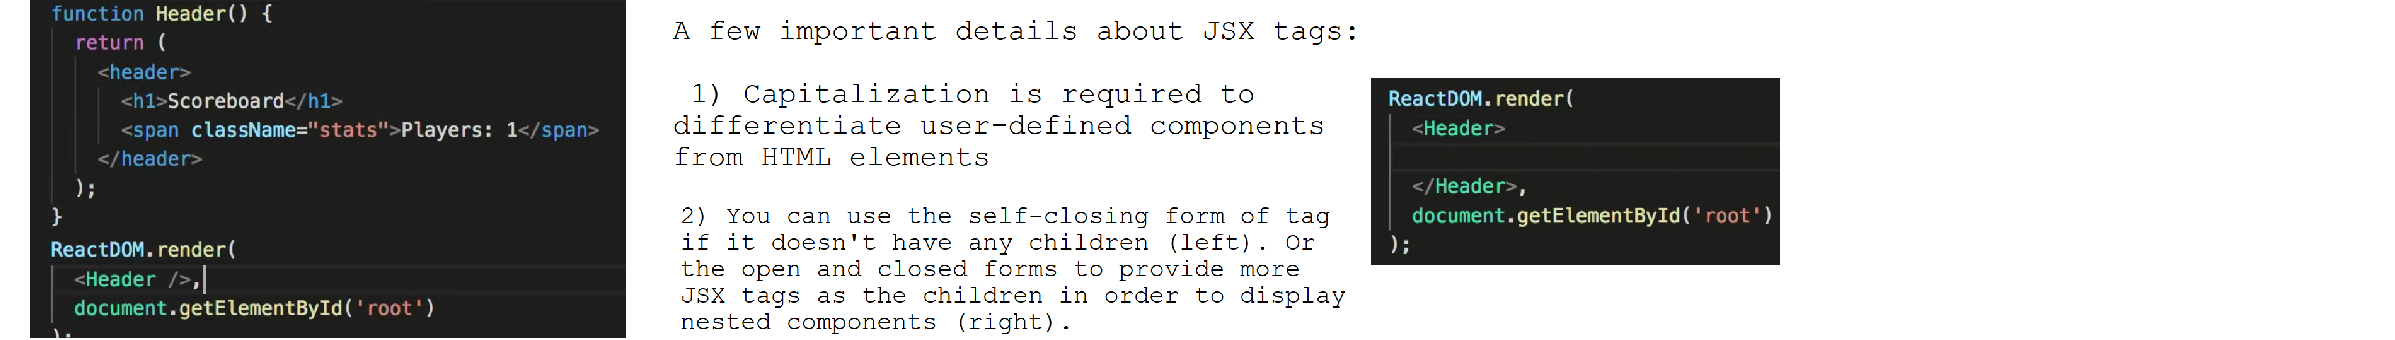 function Header() {
return (
<header>
<h1>Scoreboard</h1>
<span className="stats">Players: 1</span>
</header>
);
}
ReactDOM.render(
<Header />,
document.getElementById('root')
);
A few important details about JSX tags:
1) Capitalization is required to
differentiate user-defined components
from HTML elements
2) You can use the self-closing form of tag
if it doesn't have any children (left). Or
the open and closed forms to provide more
JSX tags as the children in order to display
nested components (right).
ReactDOM.render(
<Header>
</Header>,
document.getElementById('root')
);